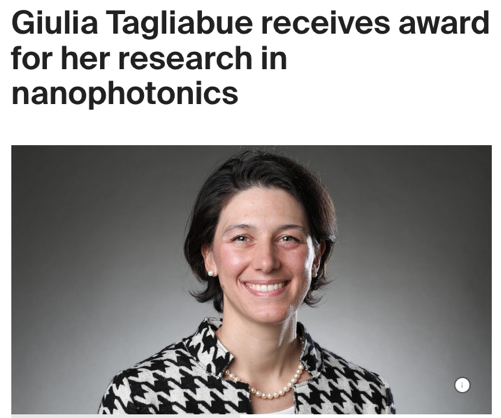 Giulia Tagliabue receives award
for her research in
nanophotonics